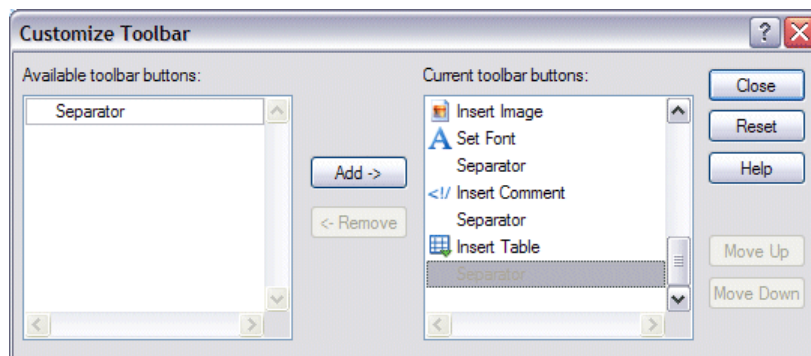 Customize Toolbar
Available toolbar buttons:
Separator
Add ->
<- Remove
Current toolbar buttons:
Insert Image
Set Font
Separator
<!/ Insert Comment
Separator
Insert Table
Separator
Close
Reset
Help
Move Up
Move Down